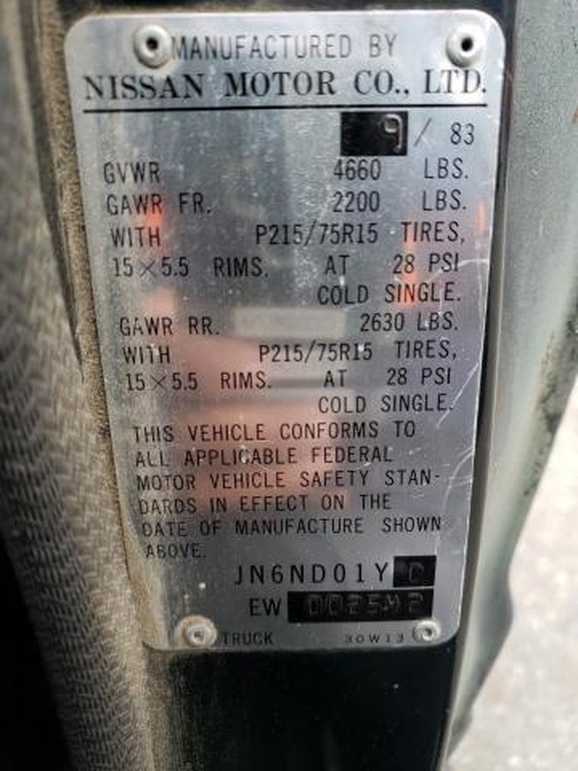 MANUFACTURED BY
NISSAN MOTOR CO., LTD.
9 / 83
GVWR 4660 LBS.
GAWR FR. 2200 LBS.
WITH P215/75R15 TIRES,
15×5.5 RIMS. AT 28 PSI
COLD SINGLE.
GAWR RR. 2630 LBS.
WITH P215/75R15 TIRES,
15×5.5 RIMS. AT 28 PSI
COLD SINGLE.
THIS VEHICLE CONFORMS TO
ALL APPLICABLE FEDERAL
MOTOR VEHICLE SAFETY STAN-
DARDS IN EFFECT ON THE
DATE OF MANUFACTURE SHOWN
ABOVE.
JN6ND01Y
EW
TRUCK 30W13